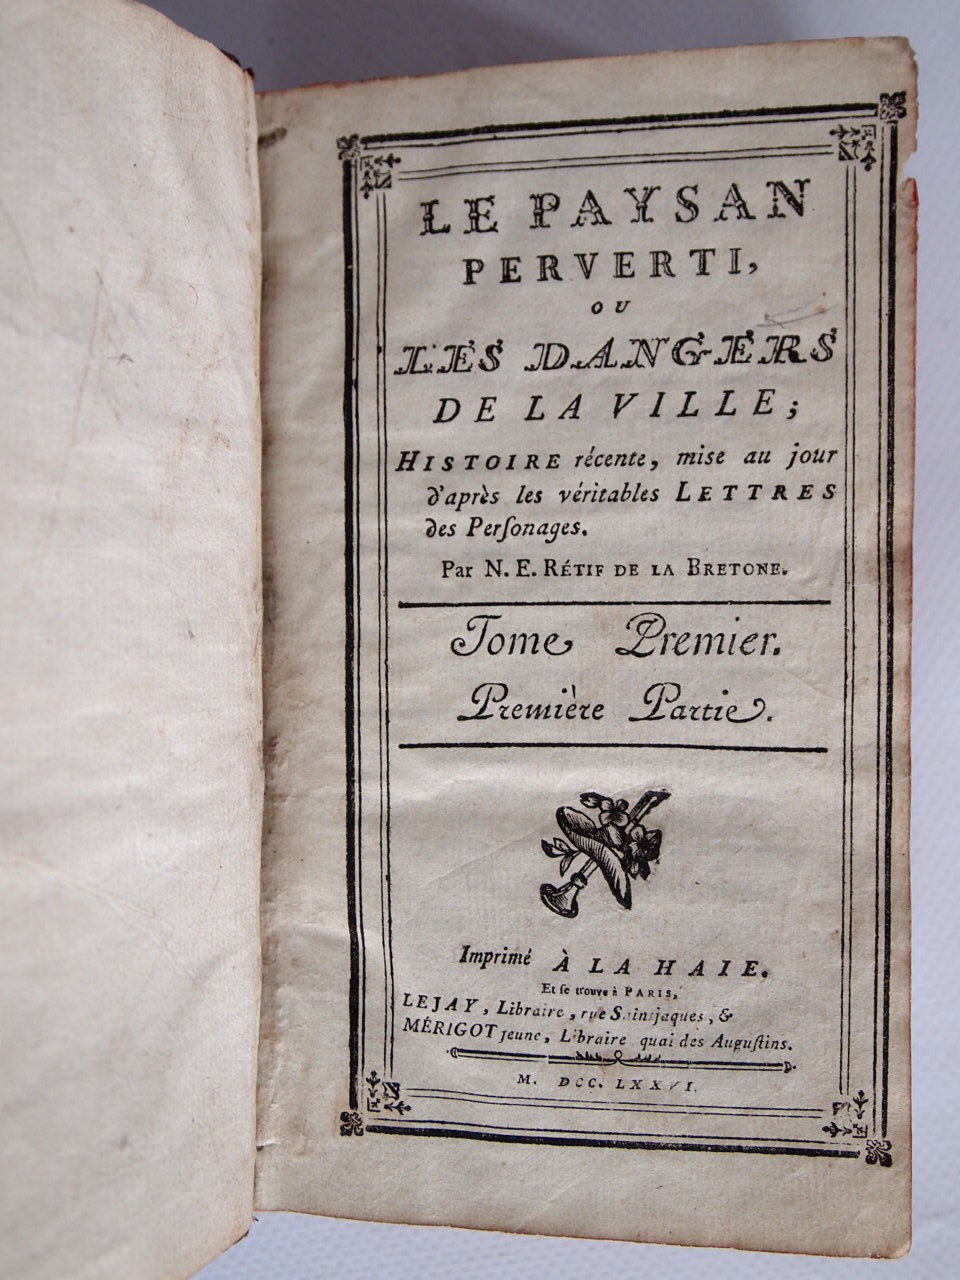 LE PAYSAN
PERVERTI,
OU
LES DANGERS
DE LA VILLE;
HISTOIRE récente, mise au jour
d'après les véritables LETTRES
des Perſonages.
Par N. E. RÉTIF DE LA BRETONE.
Tome Premier.
Première Partie.
Imprimé À LA HAIE.
Et se trouve à PARIS,
LEJAY, Libraire, rue Saintjaques, &
MÉRIGOT jeune, Libraire quai des Auguſtins.
M. DCC. LXXVI.